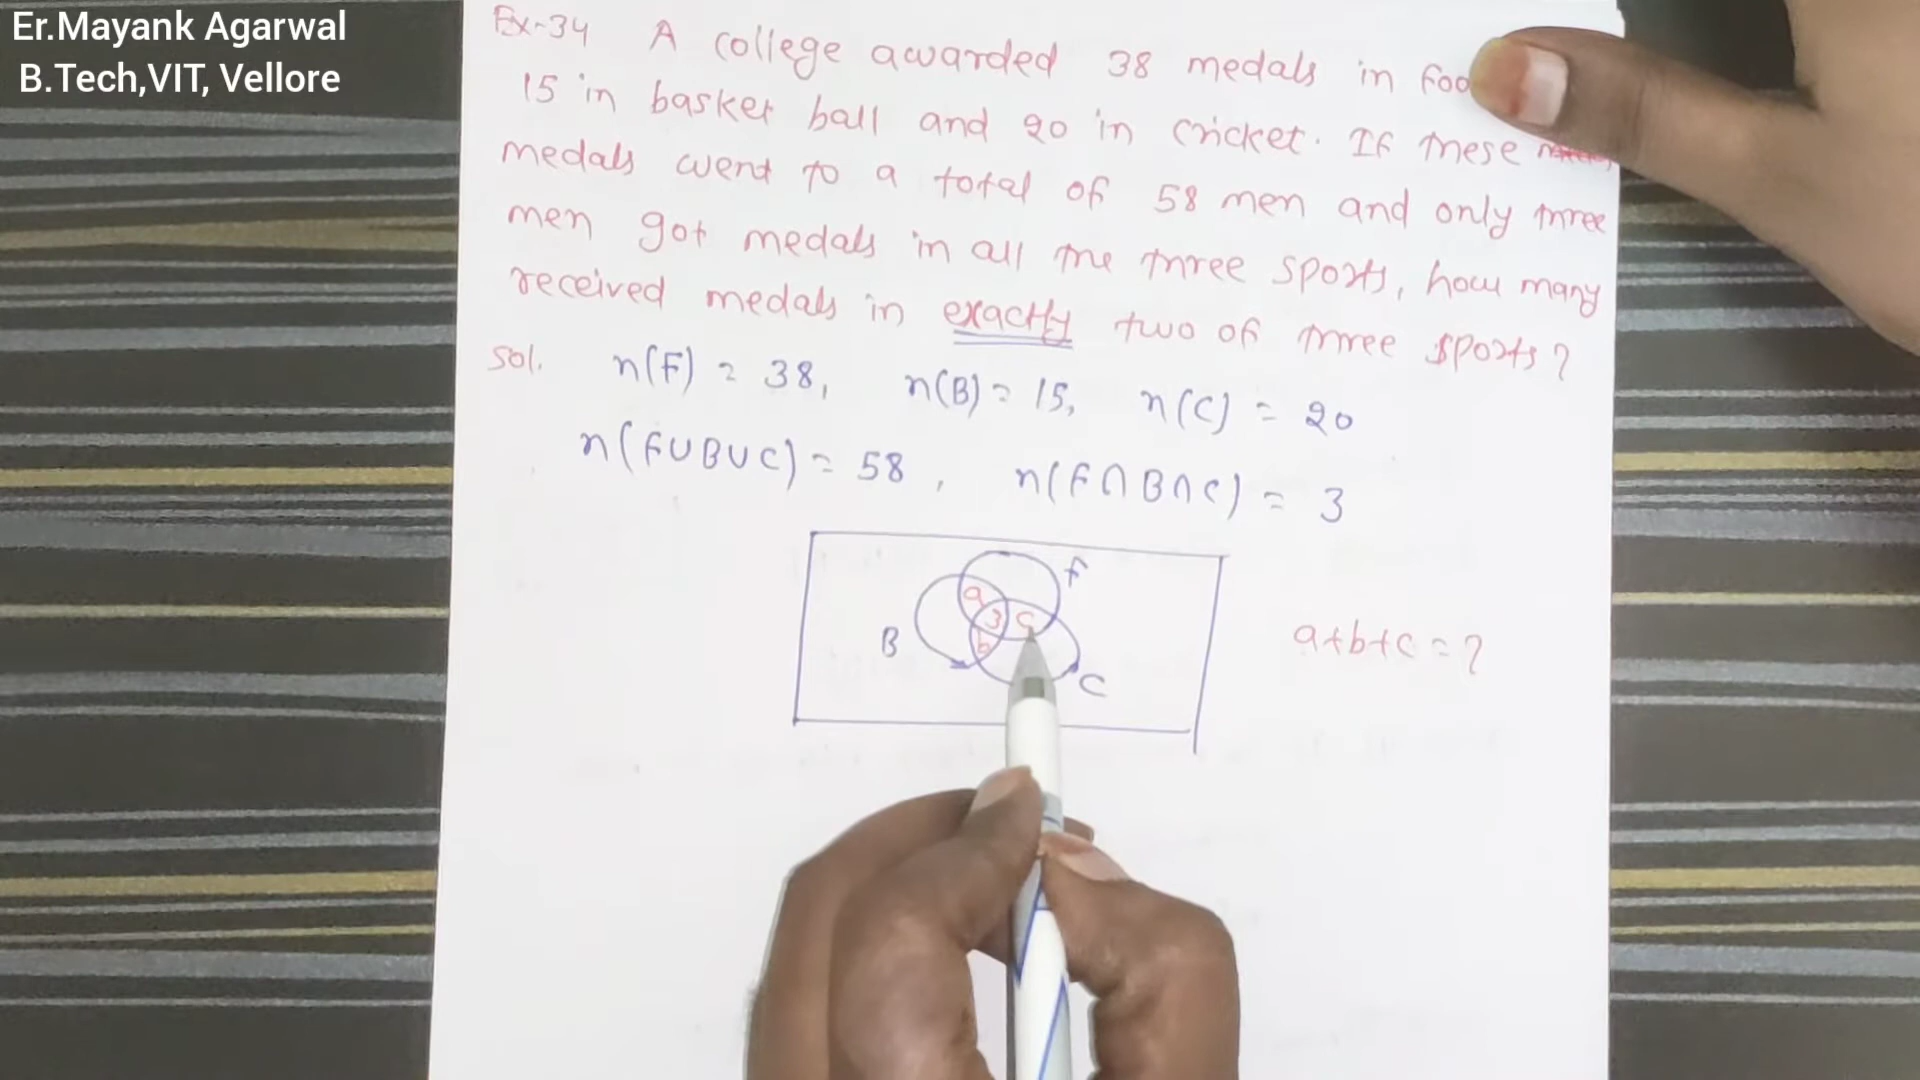 Er.Mayank Agarwal
B.Tech,VIT, Vellore
Ex-34 A college awarded 38 medals in foo
15 in basket ball and 20 in cricket. If these
medals went to a total of 58 men and only three
men got medals in all the three sports, how many
received medals in exactly two of three sports?
Sol. n(F) = 38, n(B) = 15, n(C) = 20
n(F∪B∪C) = 58, n(F∩B∩C) = 3
F
a
3 c
B b
C
a+b+c = ?